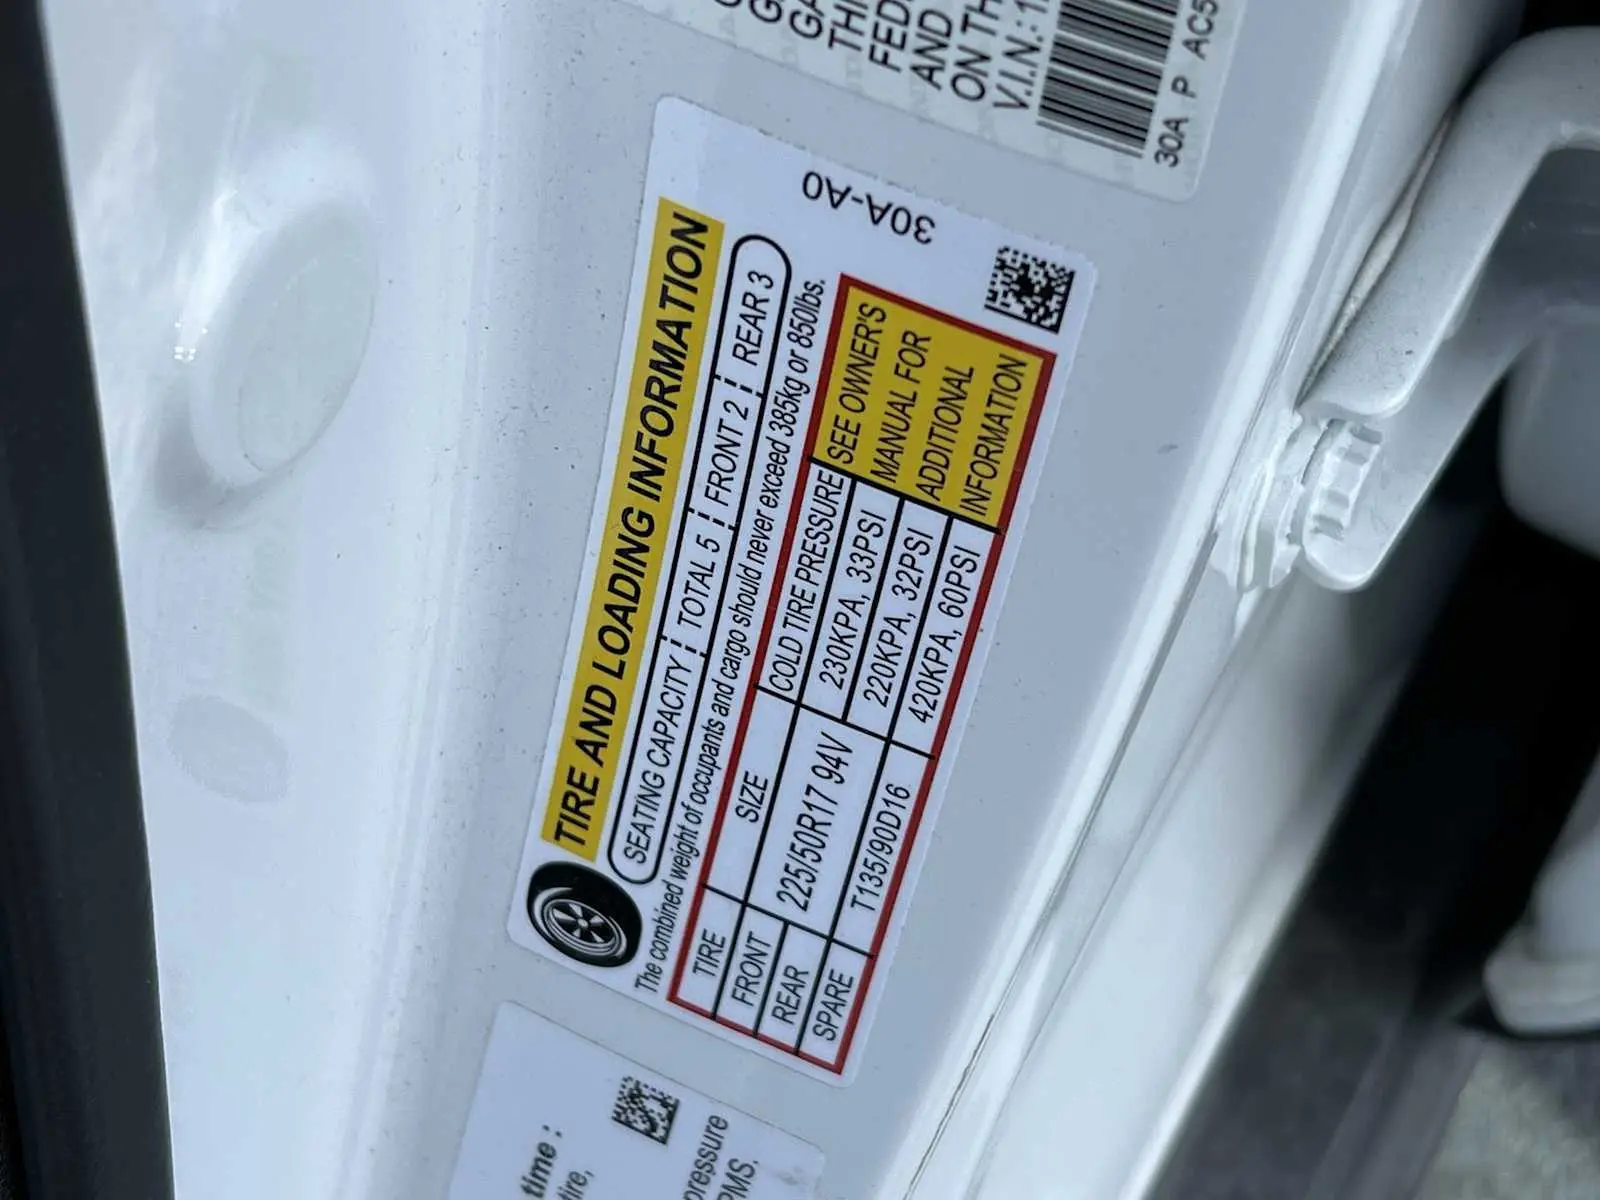 FED
AND
ON TH
V.I.N.:1
30A P AC5
30A-A0
TIRE AND LOADING INFORMATION
SEATING CAPACITY TOTAL 5 FRONT 2 REAR 3
The combined weight of occupants and cargo should never exceed 385kg or 850lbs.
TIRE SIZE COLD TIRE PRESSURE SEE OWNER'S
FRONT 225/50R17 94V 230KPA, 33PSI MANUAL FOR
REAR 220KPA, 32PSI ADDITIONAL
SPARE T135/90D16 420KPA, 60PSI INFORMATION
time :
tire,
pressure
PMS.